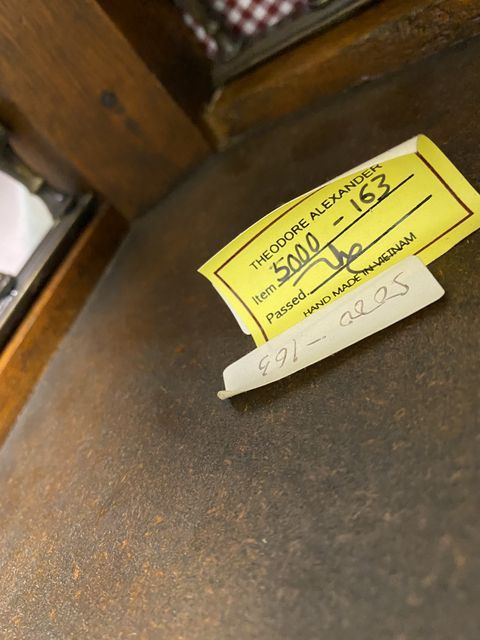 THEODORE ALEXANDER
Item 5000 - 163
Passed
HAND MADE IN VIETNAM
5000 - 163